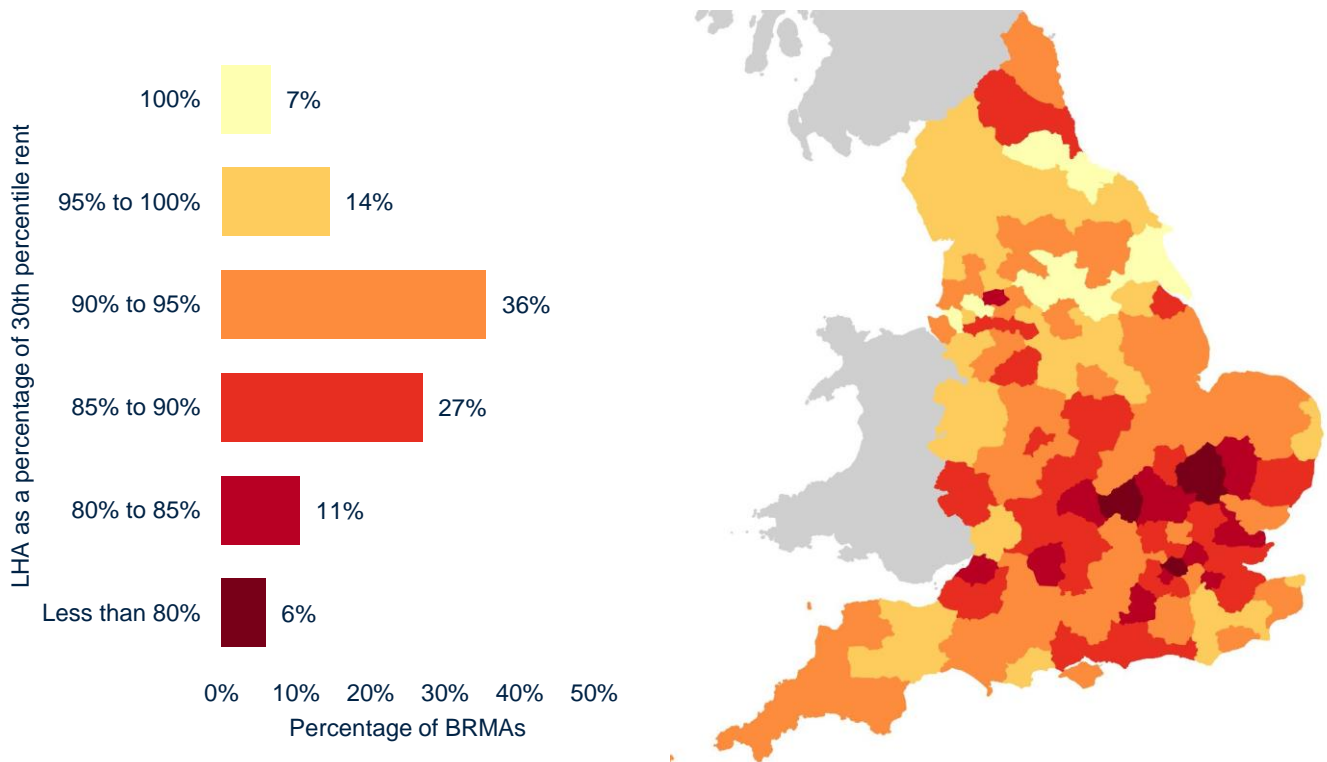 LHA as a percentage of 30th percentile rent
100%
7%
95% to 100%
14%
90% to 95%
36%
85% to 90%
27%
80% to 85%
11%
Less than 80%
6%
0% 10% 20% 30% 40% 50%
Percentage of BRMAs